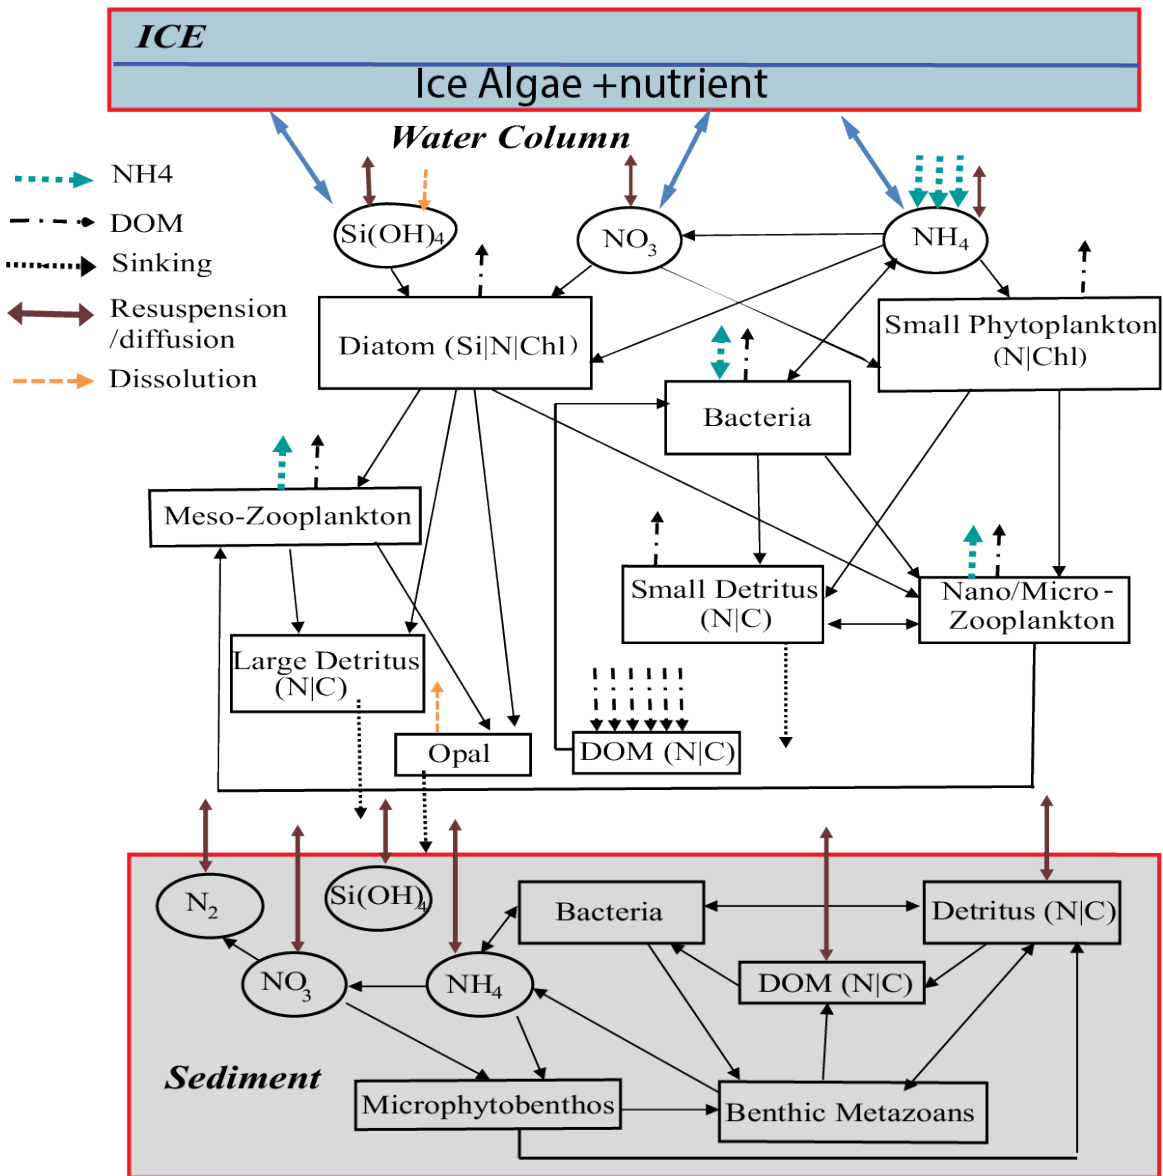 ICE
Ice Algae +nutrient
Water Column
NH4
DOM
Sinking
Resuspension
/diffusion
Dissolution
Si(OH)4
NO3
NH4
Diatom (Si|N|Chl)
Small Phytoplankton
(N|Chl)
Bacteria
Meso-Zooplankton
Small Detritus
(N|C)
Nano/Micro-
Zooplankton
Large Detritus
(N|C)
Opal
DOM (N|C)
N2
Si(OH)4
Bacteria
Detritus (N|C)
NO3
NH4
DOM (N|C)
Sediment
Microphytobenthos
Benthic Metazoans